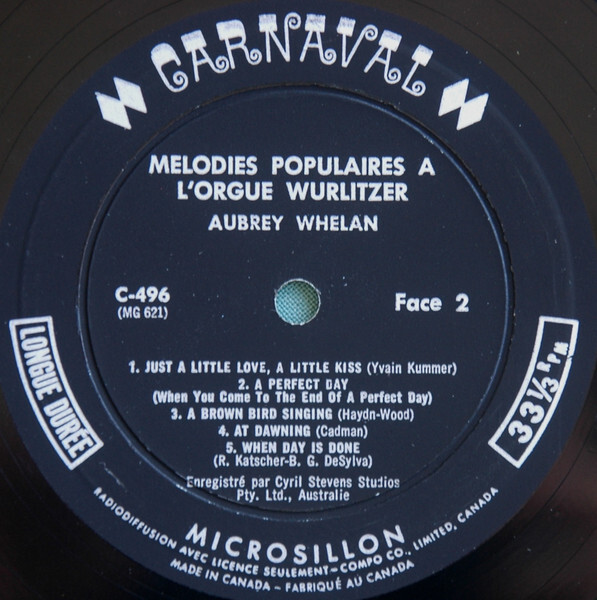 CARNAVAL
MELODIES POPULAIRES A
L'ORGUE WURLITZER
AUBREY WHELAN
C-496
(MG 621)
Face 2
1. JUST A LITTLE LOVE, A LITTLE KISS (Yvain Kummer)
2. A PERFECT DAY
(When You Come To The End Of A Perfect Day)
3. A BROWN BIRD SINGING (Haydn-Wood)
4. AT DAWNING (Cadman)
5. WHEN DAY IS DONE
(R. Katscher-B. G. DeSylva)
Enregistré par Cyril Stevens Studios
Pty. Ltd., Australie
LONGUE DURÉE
33 1/3 R.P.M.
MICROSILLON
RADIODIFFUSION AVEC LICENCE SEULEMENT-COMPO CO., LIMITED, CANADA
MADE IN CANADA - FABRIQUÉ AU CANADA